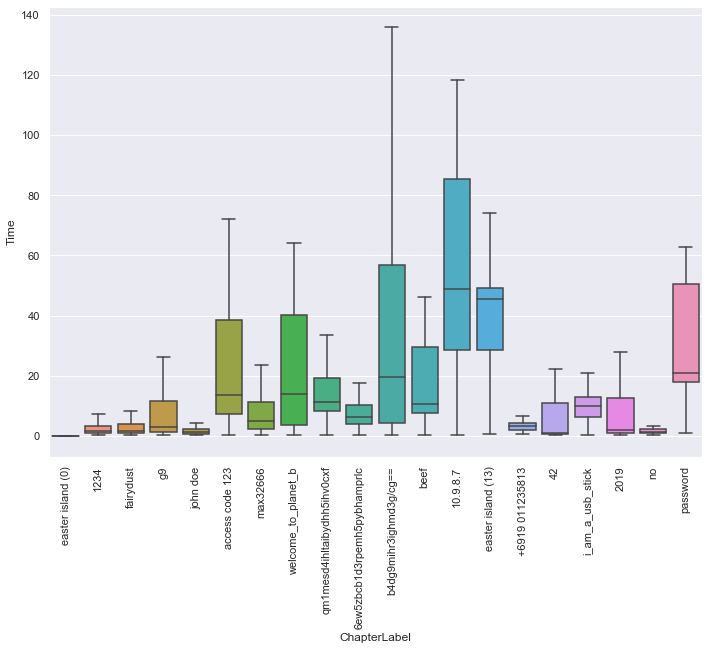 140
120
100
80
60
40
20
0
Time
easter island (0)
1234
fairydust
g9
john doe
access code 123
max32666
welcome_to_planet_b
qm1mesd4ihltaibydhh5ihv0cxf
6ew5zbcb1d3rpemh5pybhamprlc
b4dg9mihr3ighmd3g/cg==
beef
10.9.8.7
easter island (13)
+6919 011235813
42
i_am_a_usb_stick
2019
no
password
ChapterLabel